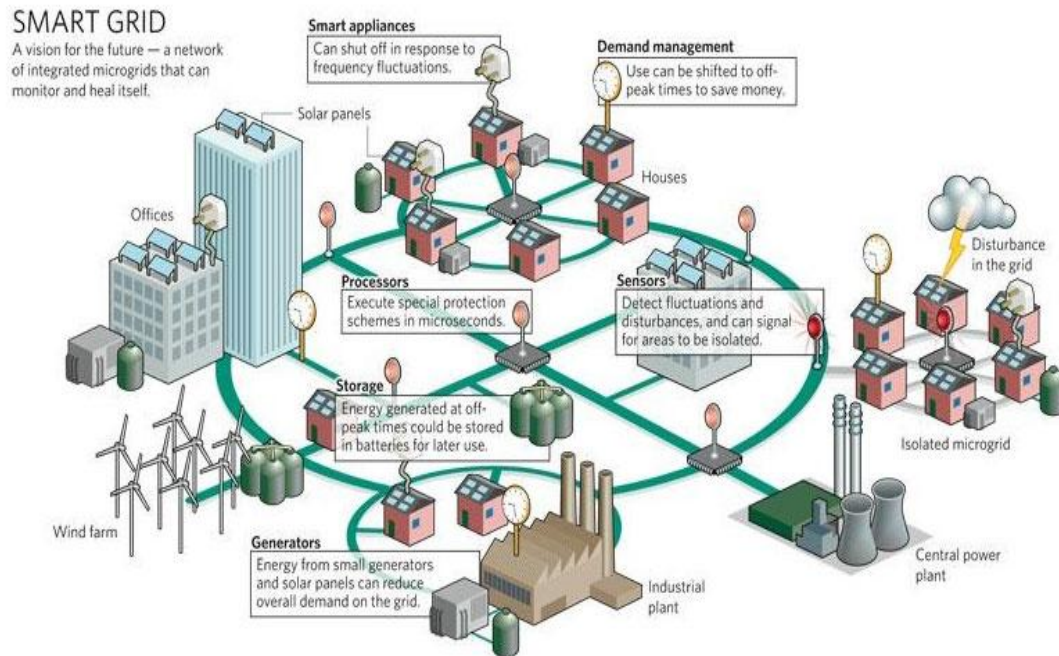 SMART GRID
A vision for the future — a network
of integrated microgrids that can
monitor and heal itself.
Smart appliances
Can shut off in response to
frequency fluctuations.
Demand management
Use can be shifted to off-
peak times to save money.
Solar panels
Houses
Offices
Disturbance
in the grid
Processors
Execute special protection
schemes in microseconds.
Sensors
Detect fluctuations and
disturbances, and can signal
for areas to be isolated.
Storage
Energy generated at off-
peak times could be stored
in batteries for later use.
Isolated microgrid
Wind farm
Generators
Energy from small generators
and solar panels can reduce
overall demand on the grid.
Industrial
plant
Central power
plant